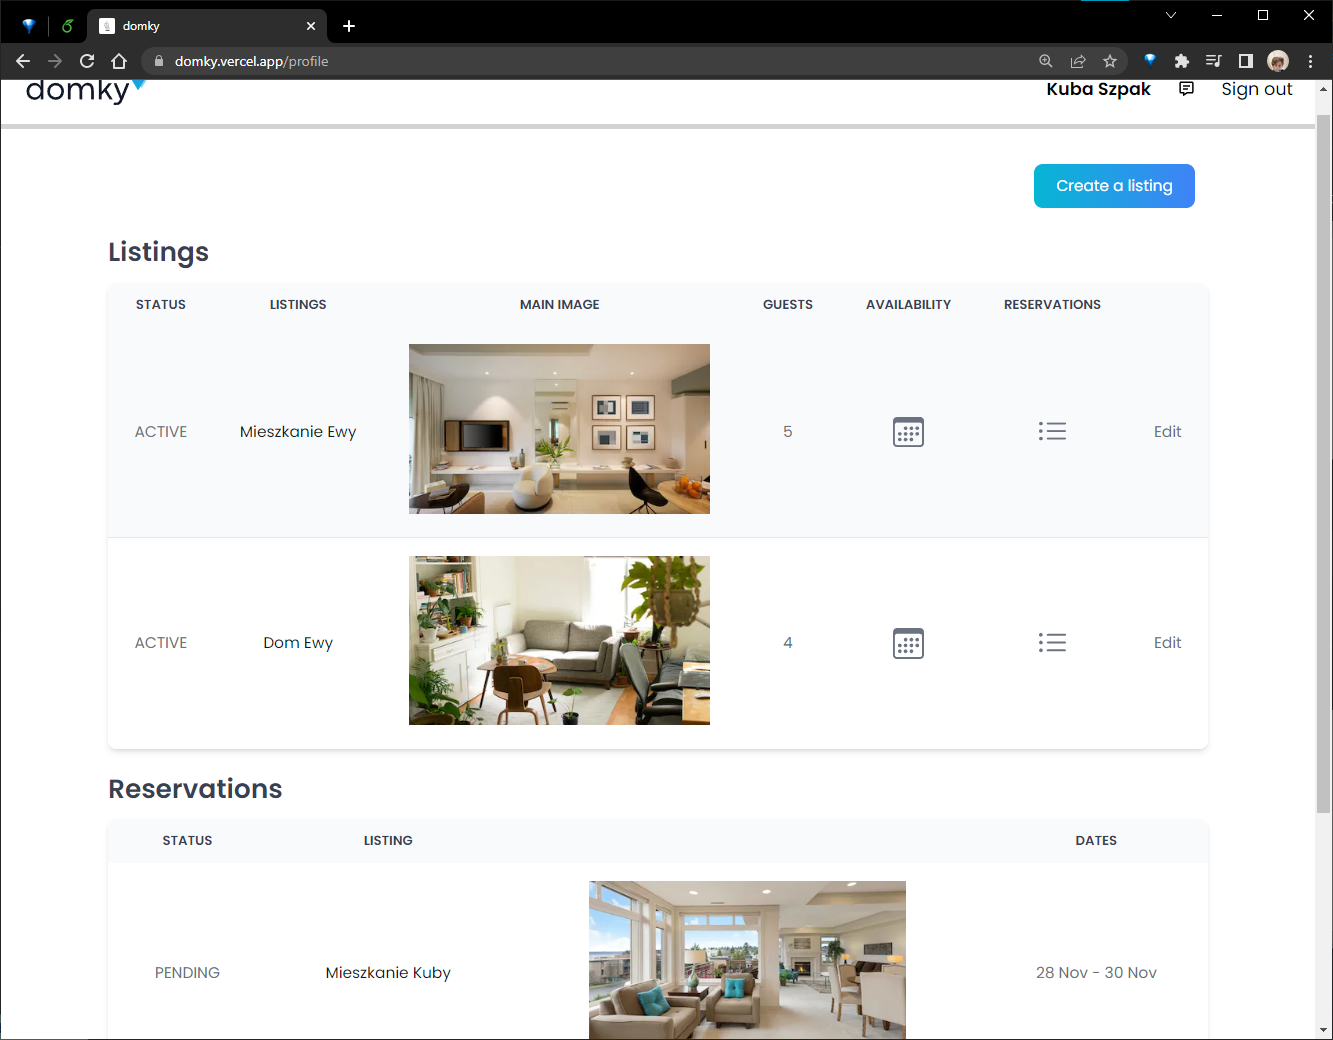 domky
domky.vercel.app/profile
domky
Kuba Szpak
Sign out
Create a listing
Listings
STATUS LISTINGS MAIN IMAGE GUESTS AVAILABILITY RESERVATIONS
ACTIVE Mieszkanie Ewy 5 Edit
ACTIVE Dom Ewy 4 Edit
Reservations
STATUS LISTING DATES
PENDING Mieszkanie Kuby 28 Nov - 30 Nov